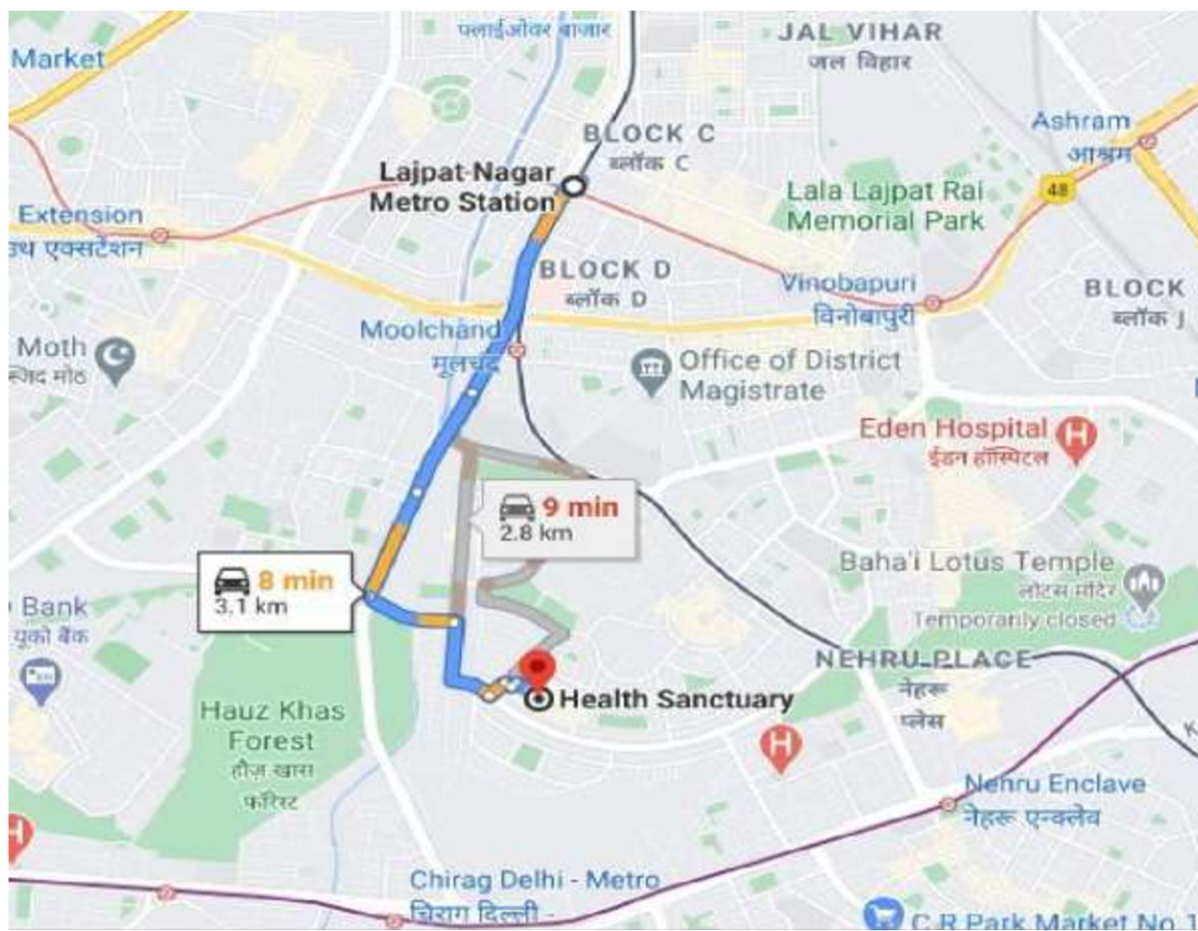 फ्लाईओवर बाजार
JAL VIHAR
जल विहार
Market
Ashram
आश्रम
BLOCK C
ब्लॉक C
Lajpat Nagar
Metro Station
48
Lala Lajpat Rai
Memorial Park
Extension
उथ एक्सटेंशन
BLOCK D
ब्लॉक D
Vinobapuri
विनोबापुरी
BLOCK
ब्लॉक J
Moolchand
मूलचंद
Moth
स्जिद मोठ
Office of District
Magistrate
Eden Hospital
ईडन हॉस्पिटल
H
9 min
2.8 km
8 min
3.1 km
Baha'i Lotus Temple
लोटस मंदिर
Temporarily closed
Bank
यूको बैंक
NEHRU PLACE
नेहरू
प्लेस
Health Sanctuary
Hauz Khas
Forest
हौज़ खास
फॉरेस्ट
H
Nehru Enclave
नेहरू एन्क्लेव
H
Chirag Delhi - Metro
चिराग दिल्ली -
C R Park Market No.1